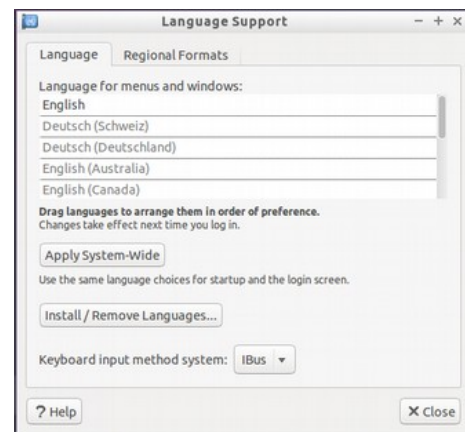 Language Support
Language Regional Formats
Language for menus and windows:
English
Deutsch (Schweiz)
Deutsch (Deutschland)
English (Australia)
English (Canada)
Drag languages to arrange them in order of preference.
Changes take effect next time you log in.
Apply System-Wide
Use the same language choices for startup and the login screen.
Install / Remove Languages...
Keyboard input method system: IBus
? Help Close